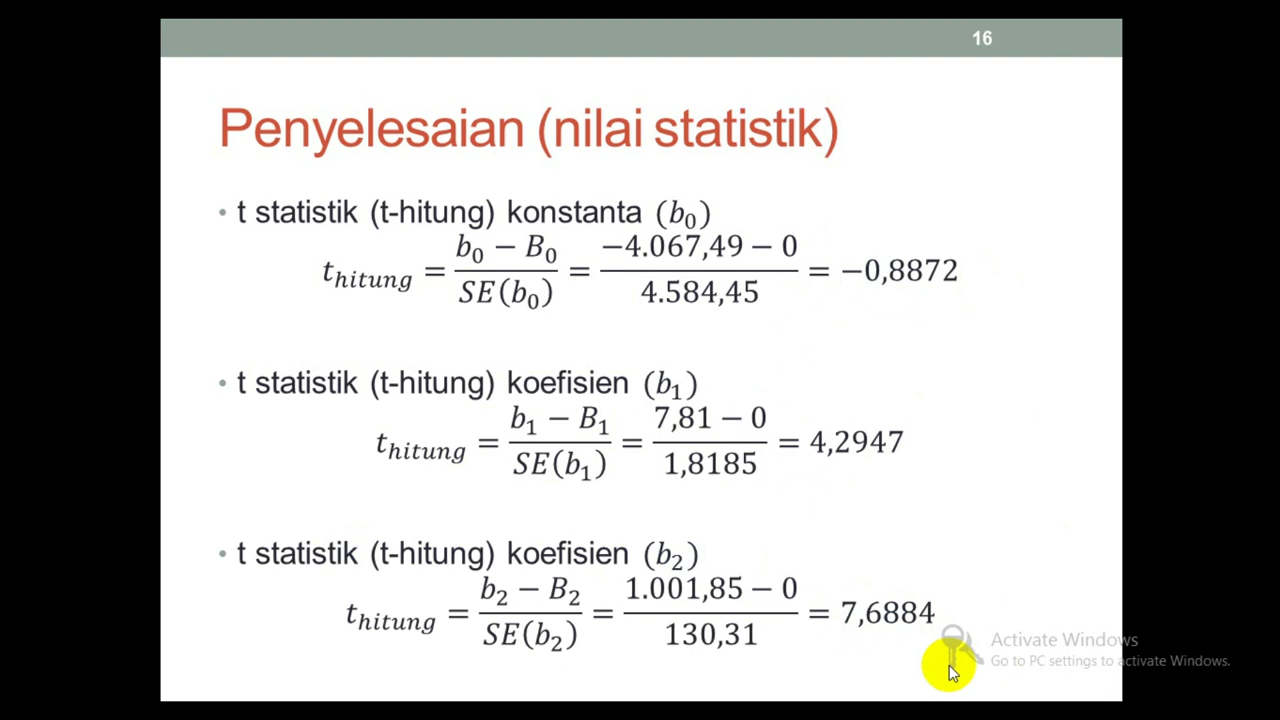 16
Penyelesaian (nilai statistik)
• t statistik (t-hitung) konstanta (b₀)
t_hitung = (b₀ − B₀)/SE(b₀) = (−4.067,49 − 0)/4.584,45 = −0,8872
• t statistik (t-hitung) koefisien (b₁)
t_hitung = (b₁ − B₁)/SE(b₁) = (7,81 − 0)/1,8185 = 4,2947
• t statistik (t-hitung) koefisien (b₂)
t_hitung = (b₂ − B₂)/SE(b₂) = (1.001,85 − 0)/130,31 = 7,6884
Activate Windows
Go to PC settings to activate Windows.